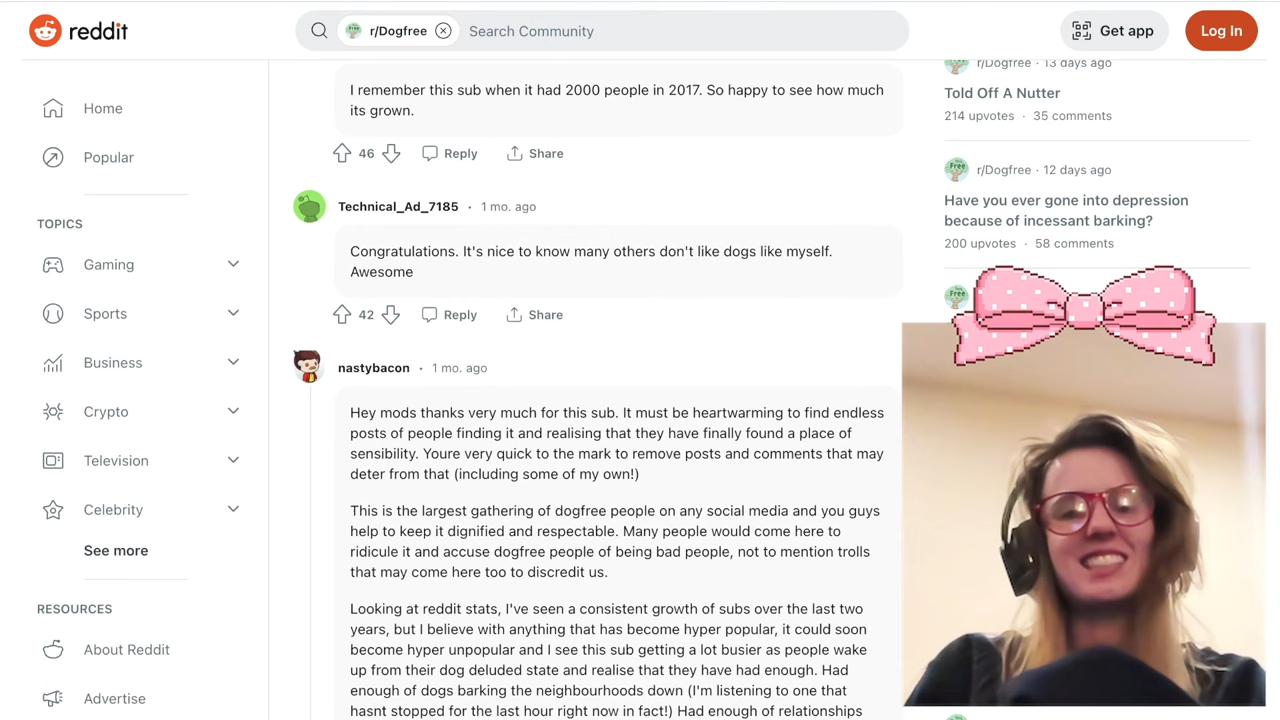 reddit
r/Dogfree
Search Community
Get app
Log In
Home
Popular
TOPICS
Gaming
Sports
Business
Crypto
Television
Celebrity
See more
RESOURCES
About Reddit
Advertise
I remember this sub when it had 2000 people in 2017. So happy to see how much
its grown.
46
Reply
Share
Technical_Ad_7185 • 1 mo. ago
Congratulations. It's nice to know many others don't like dogs like myself.
Awesome
42
Reply
Share
nastybacon • 1 mo. ago
Hey mods thanks very much for this sub. It must be heartwarming to find endless
posts of people finding it and realising that they have finally found a place of
sensibility. Youre very quick to the mark to remove posts and comments that may
deter from that (including some of my own!)
This is the largest gathering of dogfree people on any social media and you guys
help to keep it dignified and respectable. Many people would come here to
ridicule it and accuse dogfree people of being bad people, not to mention trolls
that may come here too to discredit us.
Looking at reddit stats, I've seen a consistent growth of subs over the last two
years, but I believe with anything that has become hyper popular, it could soon
become hyper unpopular and I see this sub getting a lot busier as people wake
up from their dog deluded state and realise that they have had enough. Had
enough of dogs barking the neighbourhoods down (I'm listening to one that
hasnt stopped for the last hour right now in fact!) Had enough of relationships
r/Dogfree · 13 days ago
Told Off A Nutter
214 upvotes · 35 comments
Free
r/Dogfree · 12 days ago
Have you ever gone into depression
because of incessant barking?
200 upvotes · 58 comments
Free